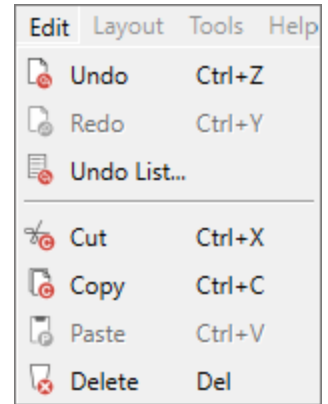 Edit Layout Tools Help
Undo Ctrl+Z
Redo Ctrl+Y
Undo List...
Cut Ctrl+X
Copy Ctrl+C
Paste Ctrl+V
Delete Del